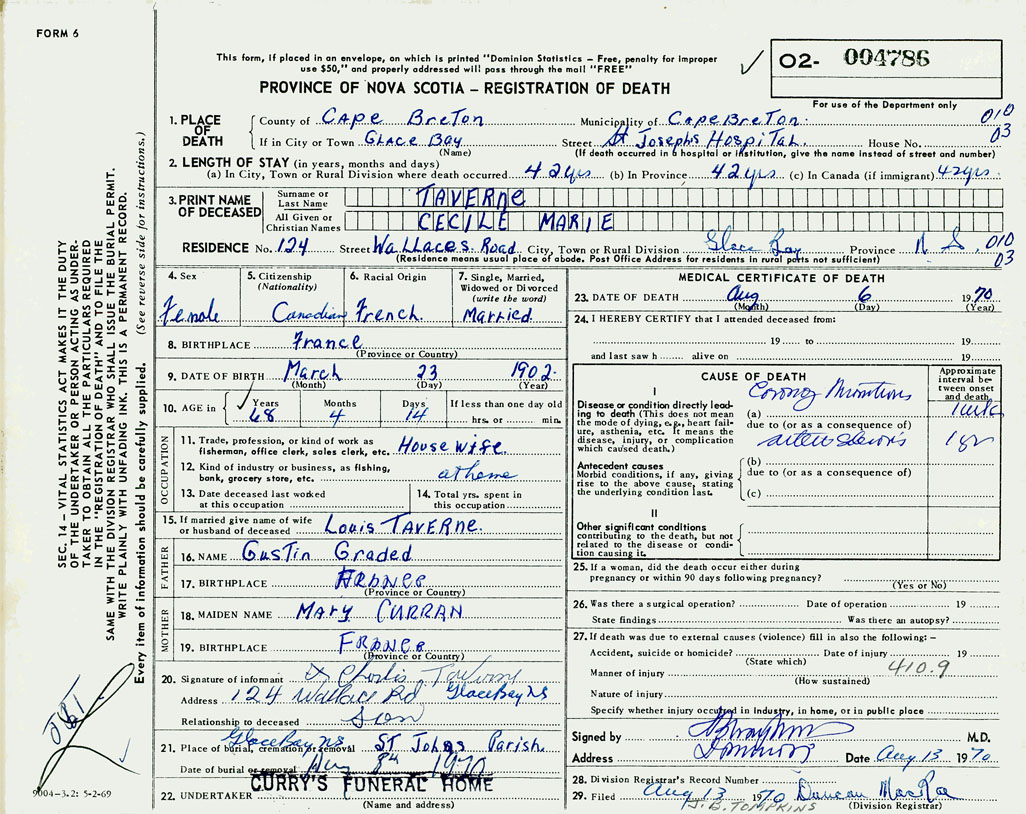 FORM 6
This form, if placed in an envelope, on which is printed "Dominion Statistics – Free, penalty for improper
use $50," and properly addressed will pass through the mail "FREE"
O2- 004786
For use of the Department only
PROVINCE OF NOVA SCOTIA – REGISTRATION OF DEATH
1. PLACE OF DEATH County of Cape Breton Municipality of Cape Breton 010
If in City or Town Glace Bay Street St Josephs Hospital House No. 03
(Name) (If death occurred in a hospital or institution, give the name instead of street and number)
2. LENGTH OF STAY (in years, months and days)
(a) In City, Town or Rural Division where death occurred 42 yrs (b) In Province 42 yrs (c) In Canada (if immigrant) 42 yrs
3. PRINT NAME OF DECEASED
Surname or Last Name TAVERNe
All Given or Christian Names CECILE MARIE
RESIDENCE No. 124 Street Wallaces Road City, Town or Rural Division Glace Bay Province N S 010
(Residence means usual place of abode. Post Office Address for residents in rural parts not sufficient) 03
4. Sex Female
5. Citizenship (Nationality) Canadian
6. Racial Origin French
7. Single, Married, Widowed or Divorced (write the word) Married
8. BIRTHPLACE France
(Province or Country)
9. DATE OF BIRTH March 23 1902
(Month) (Day) (Year)
10. AGE in Years 68 Months 4 Days 14 If less than one day old hrs. or min.
OCCUPATION
11. Trade, profession, or kind of work as
fisherman, office clerk, sales clerk, etc. Housewife
12. Kind of industry or business, as fishing,
bank, grocery store, etc. at home
13. Date deceased last worked
at this occupation
14. Total yrs. spent in
this occupation
15. If married give name of wife
or husband of deceased Louis TAVERNe.
FATHER
16. NAME Gustin Graded
17. BIRTHPLACE FRANCE
(Province or Country)
MOTHER
18. MAIDEN NAME MARY CURRAN
19. BIRTHPLACE FRANCE
(Province or Country)
20. Signature of informant
Address 124 Wallace Rd Glace Bay NS
Relationship to deceased Son
21. Place of burial, cremation or removal Glace Bay NS ST Johns Parish.
Date of burial or removal Aug 8th 1970
22. UNDERTAKER CURRY'S FUNERAL HOME
(Name and address)
MEDICAL CERTIFICATE OF DEATH
23. DATE OF DEATH Aug 6 1970
(Month) (Day) (Year)
24. I HEREBY CERTIFY that I attended deceased from:
19 to 19
and last saw h alive on 19
CAUSE OF DEATH
Approximate interval between onset and death
I
Disease or condition directly leading
to death (This does not mean
the mode of dying, e.g., heart failure,
asthenia, etc. It means the
disease, injury, or complication
which caused death.)
(a) Coronary
due to (or as a consequence of)
1 yr
Antecedent causes
Morbid conditions, if any, giving
rise to the above cause, stating
the underlying condition last.
(b)
due to (or as a consequence of)
(c)
II
Other significant conditions
contributing to the death, but not
related to the disease or condition
causing it.
25. If a woman, did the death occur either during
pregnancy or within 90 days following pregnancy?
(Yes or No)
26. Was there a surgical operation? Date of operation 19
State findings Was there an autopsy?
27. If death was due to external causes (violence) fill in also the following: –
Accident, suicide or homicide? Date of injury 19
(State which)
Manner of injury 410.9
(How sustained)
Nature of injury
Specify whether injury occurred in industry, in home, or in public place
Signed by M.D.
Address Date Aug 13 1970
28. Division Registrar's Record Number
29. Filed Aug 13 1970 Duncan MacRae
J. B. TOMPKINS (Division Registrar)
SEC. 14 – VITAL STATISTICS ACT MAKES IT THE DUTY
OF THE UNDERTAKER OR PERSON ACTING AS UNDERTAKER
TO OBTAIN ALL THE PARTICULARS REQUIRED
IN THE "REGISTRATION OF DEATH" AND TO FILE THE
SAME WITH THE DIVISION REGISTRAR WHO SHALL ISSUE THE BURIAL PERMIT.
WRITE PLAINLY WITH UNFADING INK. THIS IS A PERMANENT RECORD.
Every item of information should be carefully supplied. (See reverse side for instructions.)
9004-3.2: 5-2-69